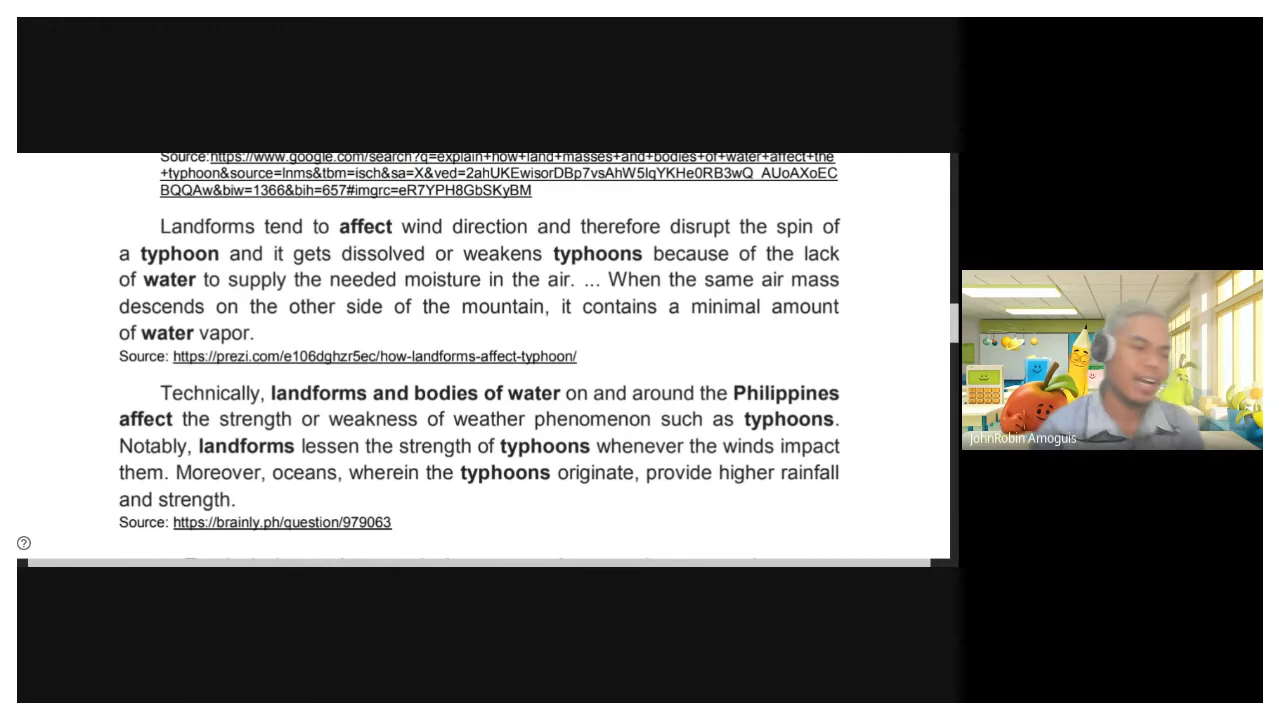 Source:https://www.google.com/search?q=explain+how+land+masses+and+bodies+of+water+affect+the
+typhoon&source=lnms&tbm=isch&sa=X&ved=2ahUKEwisorDBp7vsAhW5lqYKHe0RB3wQ_AUoAXoEC
BQQAw&biw=1366&bih=657#imgrc=eR7YPH8GbSKyBM
Landforms tend to affect wind direction and therefore disrupt the spin of
a typhoon and it gets dissolved or weakens typhoons because of the lack
of water to supply the needed moisture in the air. ... When the same air mass
descends on the other side of the mountain, it contains a minimal amount
of water vapor.
Source: https://prezi.com/e106dghzr5ec/how-landforms-affect-typhoon/
Technically, landforms and bodies of water on and around the Philippines
affect the strength or weakness of weather phenomenon such as typhoons.
Notably, landforms lessen the strength of typhoons whenever the winds impact
them. Moreover, oceans, wherein the typhoons originate, provide higher rainfall
and strength.
Source: https://brainly.ph/question/979063
JohnRobin Amoguis